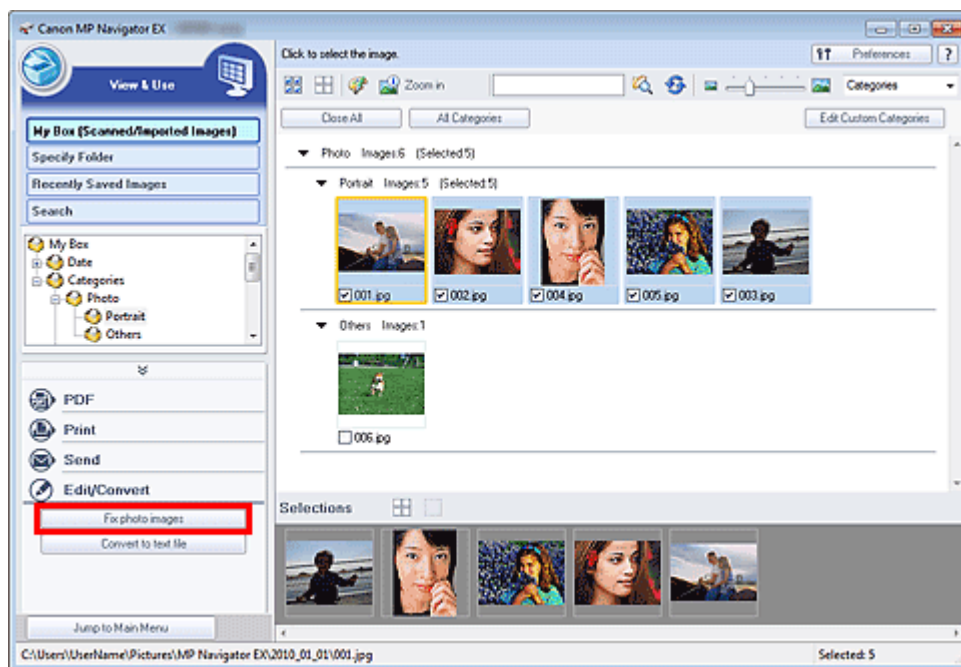 Canon MP Navigator EX
View & Use
My Box (Scanned/Imported Images)
Specify Folder
Recently Saved Images
Search
My Box
Date
Categories
Photo
Portrait
Others
PDF
Print
Send
Edit/Convert
Fix photo images
Convert to text file
Jump to Main Menu
Click to select the image.
Preferences
?
Zoom in
Categories
Close All
All Categories
Edit Custom Categories
Photo Images:6 (Selected:5)
Portrait Images:5 (Selected:5)
001.jpg
002.jpg
004.jpg
005.jpg
003.jpg
Others Images:1
006.jpg
Selections
C:\Users\UserName\Pictures\MP Navigator EX\2010_01_01\001.jpg
Selected: 5